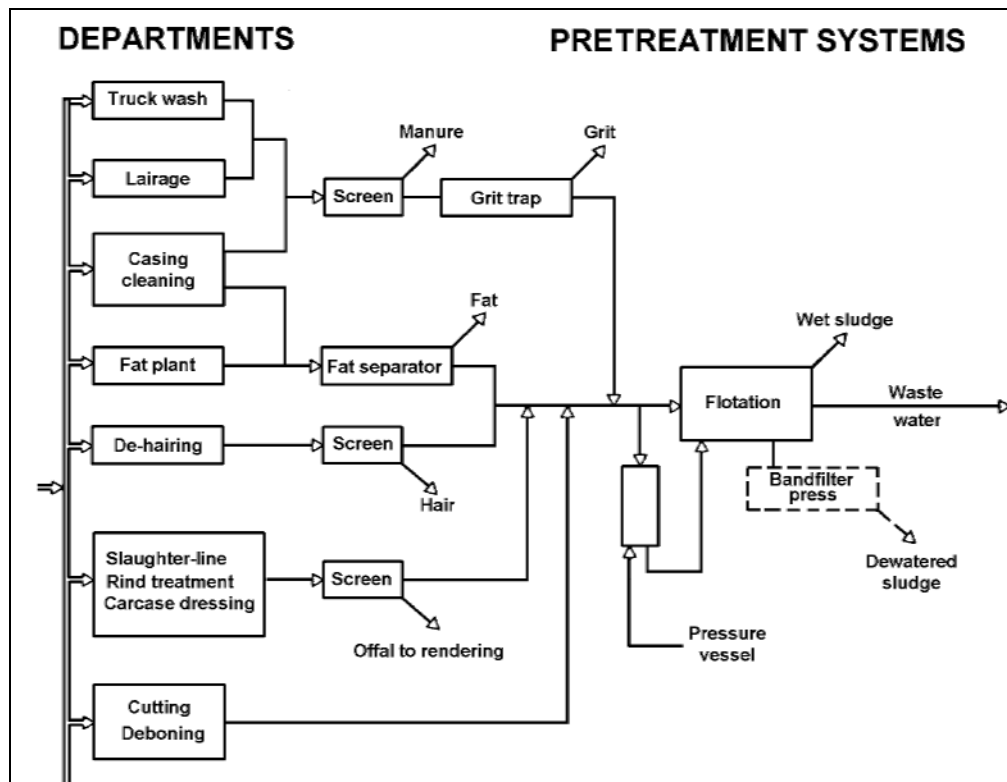 DEPARTMENTS
PRETREATMENT SYSTEMS
Truck wash
Manure
Grit
Lairage
Screen
Grit trap
Casing
cleaning
Fat
Wet sludge
Fat plant
Fat separator
Flotation
Waste
water
De-hairing
Screen
Hair
Bandfilter
press
Slaughter-line
Rind treatment
Carcase dressing
Screen
Dewatered
sludge
Offal to rendering
Pressure
vessel
Cutting
Deboning